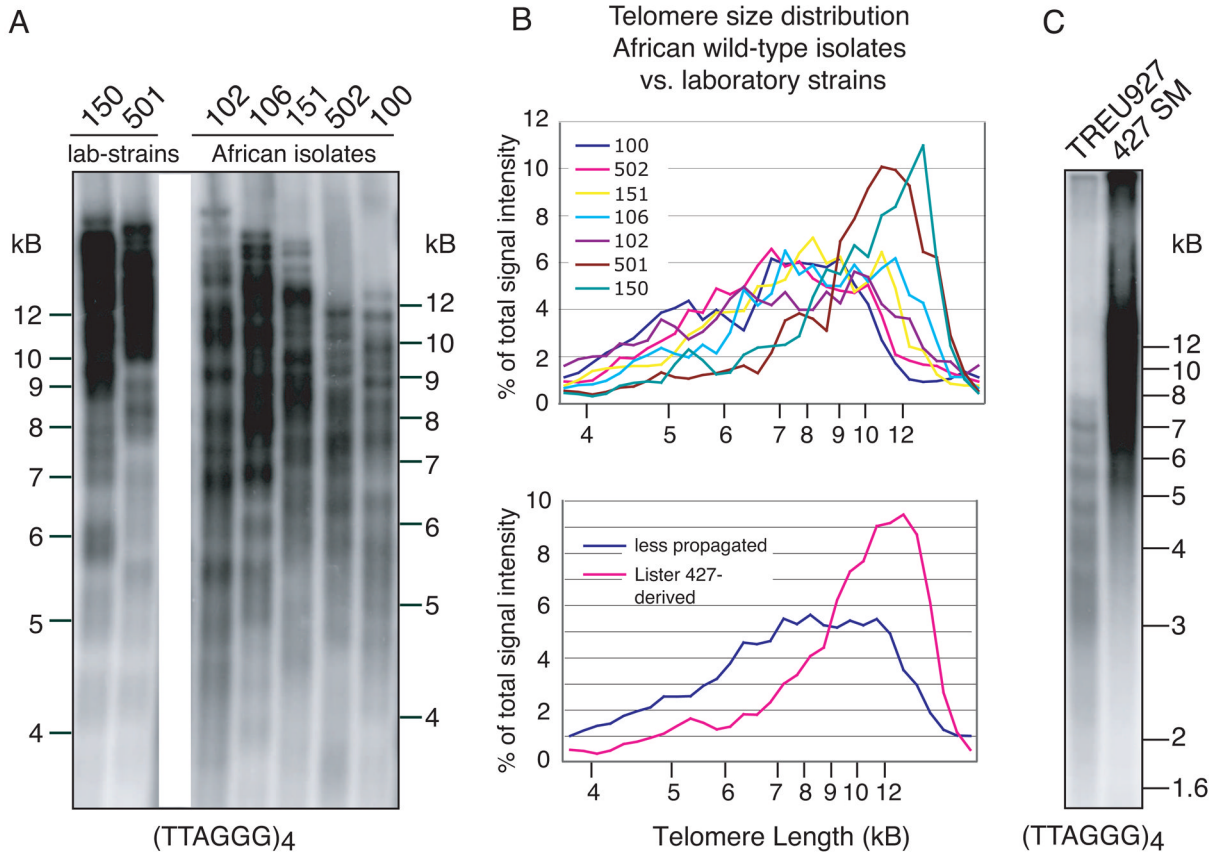 A
150
501
102
106
151
502
100
lab-strains
African isolates
kB
12
10
9
8
7
6
5
4
kB
12
10
9
8
7
6
5
4
(TTAGGG)4
B
Telomere size distribution
African wild-type isolates
vs. laboratory strains
% of total signal intensity
12
10
8
6
4
2
0
100
502
151
106
102
501
150
4 5 6 7 8 9 10 12
% of total signal intensity
10
8
6
4
2
0
less propagated
Lister 427-
derived
4 5 6 7 8 9 10 12
Telomere Length (kB)
C
TREU927
427 SM
kB
12
10
8
7
6
5
4
3
2
1.6
(TTAGGG)4